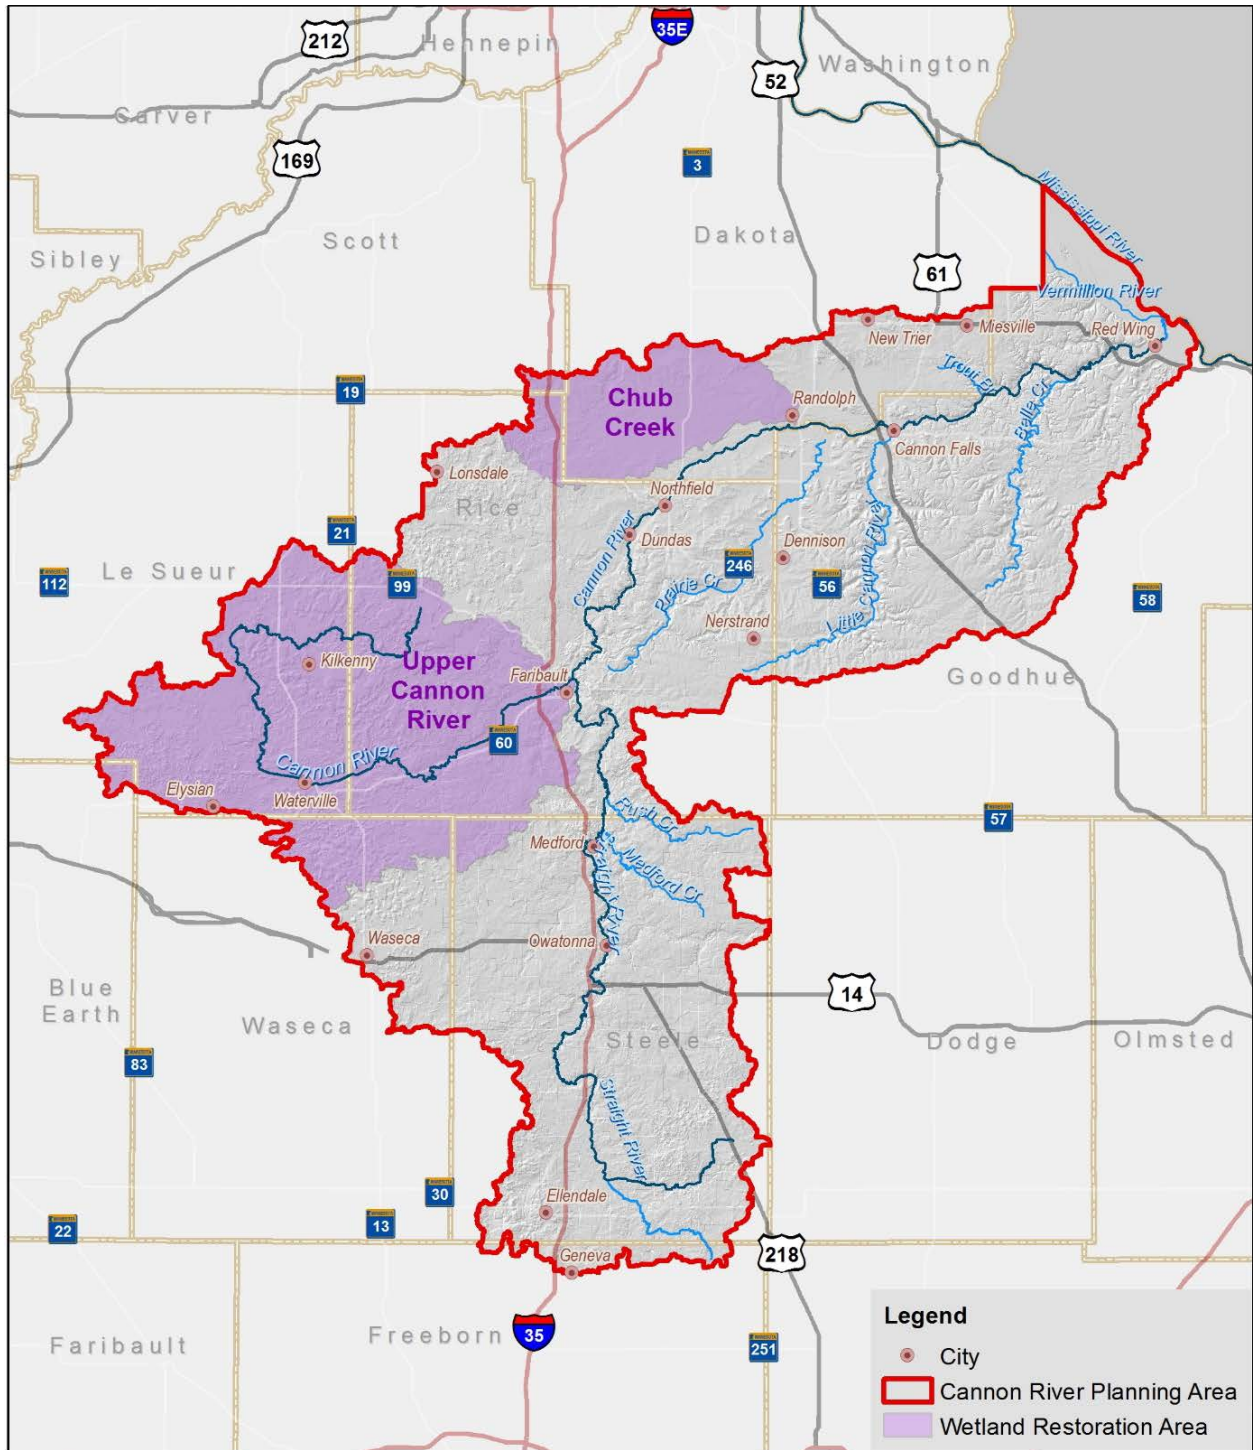 35E
212
Hennepin
52
Washington
Carver
169
3
Mississippi River
Scott
Dakota
Sibley
61
Vermillion River
New Trier
Miesville
Red Wing
19
Chub
Creek
Trout Br
Belle Cr
Randolph
Cannon Falls
Lonsdale
Northfield
Rice
21
Cannon River
Dundas
Dennison
246
112
Le Sueur
99
Prairie Cr
56
Little Cannon River
58
Nerstrand
Kilkenny
Upper
Cannon
River
Faribault
Goodhue
60
Cannon River
Elysian
Waterville
Rush Cr
57
Medford
Straight River
Medford Cr
Waseca
Owatonna
Blue
Earth
14
Waseca
Steele
Dodge
Olmsted
83
Straight River
30
Ellendale
22
13
Geneva
218
Legend
Faribault
Freeborn
35
251
City
Cannon River Planning Area
Wetland Restoration Area